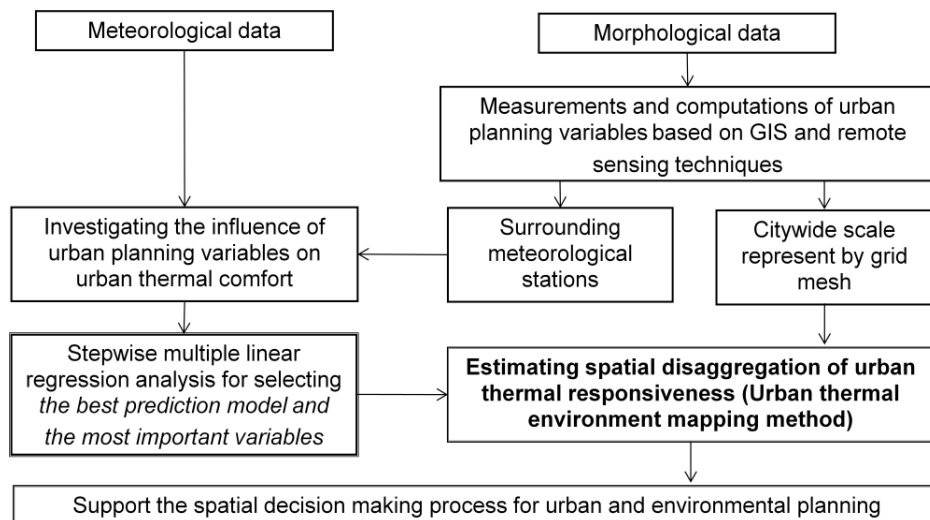 Meteorological data
Morphological data
Measurements and computations of urban
planning variables based on GIS and remote
sensing techniques
Investigating the influence of
urban planning variables on
urban thermal comfort
Surrounding
meteorological
stations
Citywide scale
represent by grid
mesh
Stepwise multiple linear
regression analysis for selecting
the best prediction model and
the most important variables
Estimating spatial disaggregation of urban
thermal responsiveness (Urban thermal
environment mapping method)
Support the spatial decision making process for urban and environmental planning